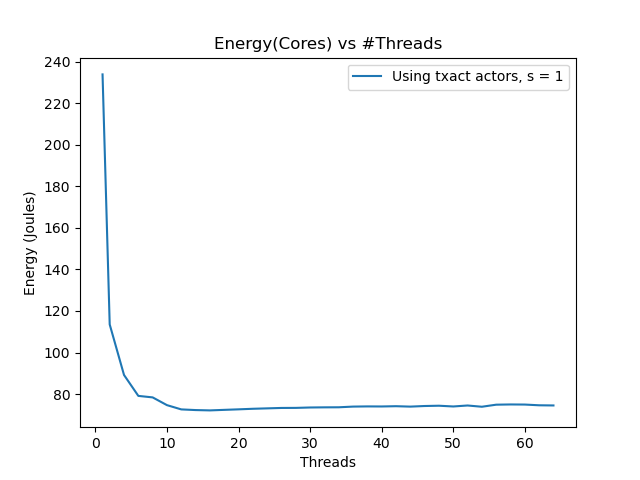 Energy(Cores) vs #Threads
Using txact actors, s = 1
Energy (Joules)
240
220
200
180
160
140
120
100
80
0 10 20 30 40 50 60
Threads